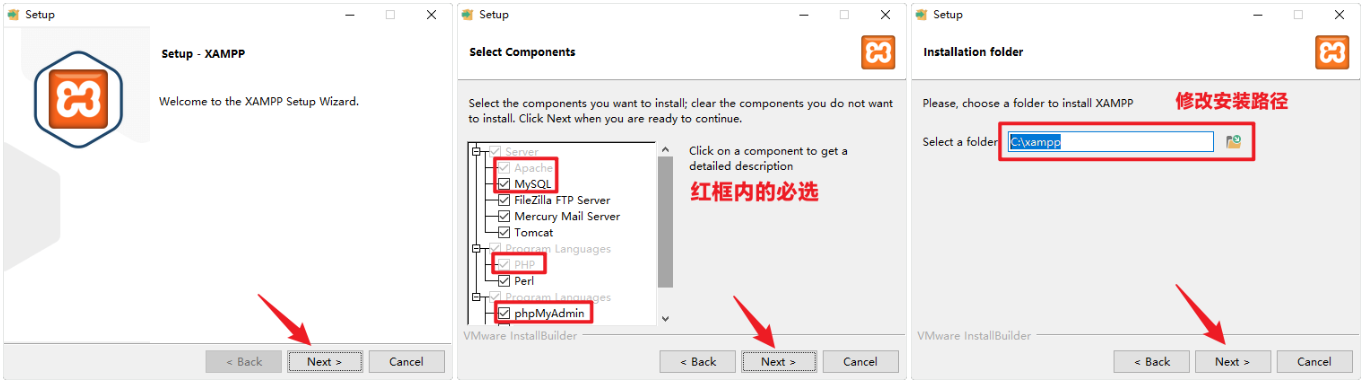 Setup
Setup - XAMPP
Welcome to the XAMPP Setup Wizard.
< Back
Next >
Cancel
Setup
Select Components
Select the components you want to install; clear the components you do not want
to install. Click Next when you are ready to continue.
Server
Apache
MySQL
FileZilla FTP Server
Mercury Mail Server
Tomcat
Program Languages
PHP
Perl
Program Languages
phpMyAdmin
Click on a component to get a
detailed description
红框内的必选
VMware InstallBuilder
< Back
Next >
Cancel
Setup
Installation folder
Please, choose a folder to install XAMPP
修改安装路径
Select a folder
C:\xampp
VMware InstallBuilder
< Back
Next >
Cancel